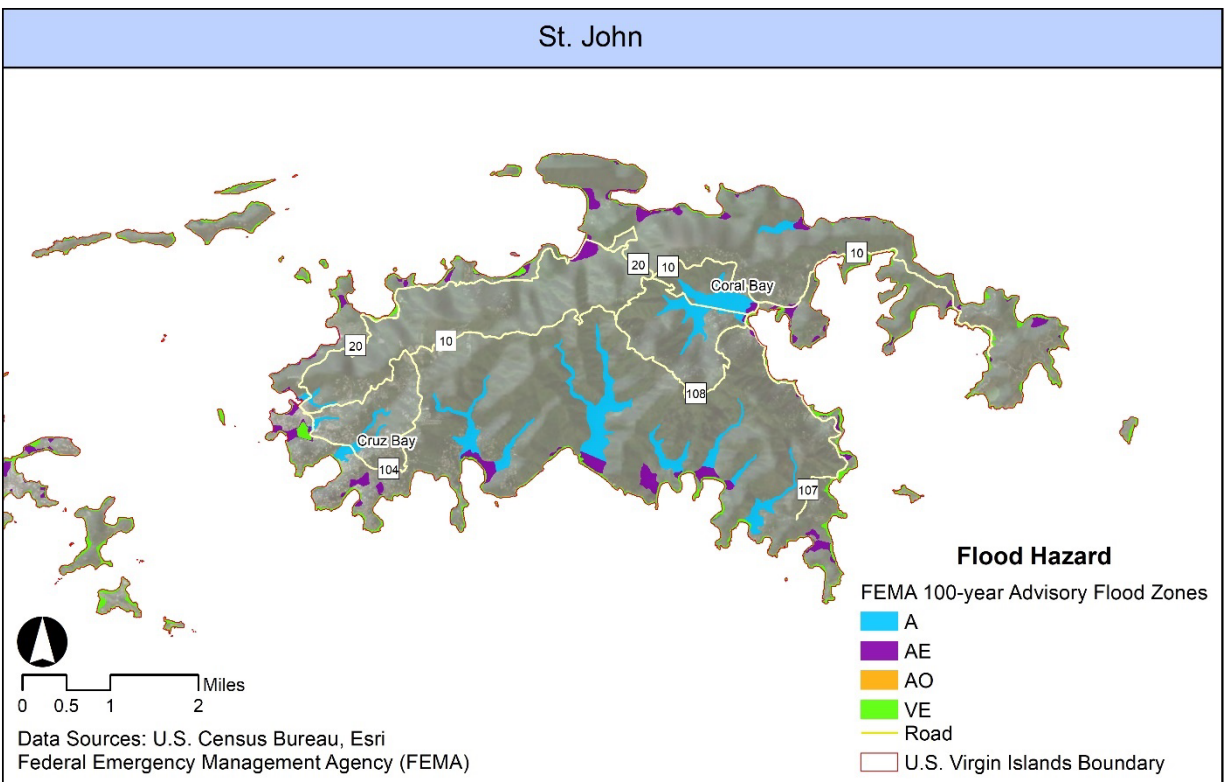 St. John
10
20
10
Coral Bay
20
10
108
Cruz Bay
104
107
Flood Hazard
FEMA 100-year Advisory Flood Zones
A
AE
AO
VE
Road
U.S. Virgin Islands Boundary
Miles
0 0.5 1 2
Data Sources: U.S. Census Bureau, Esri
Federal Emergency Management Agency (FEMA)